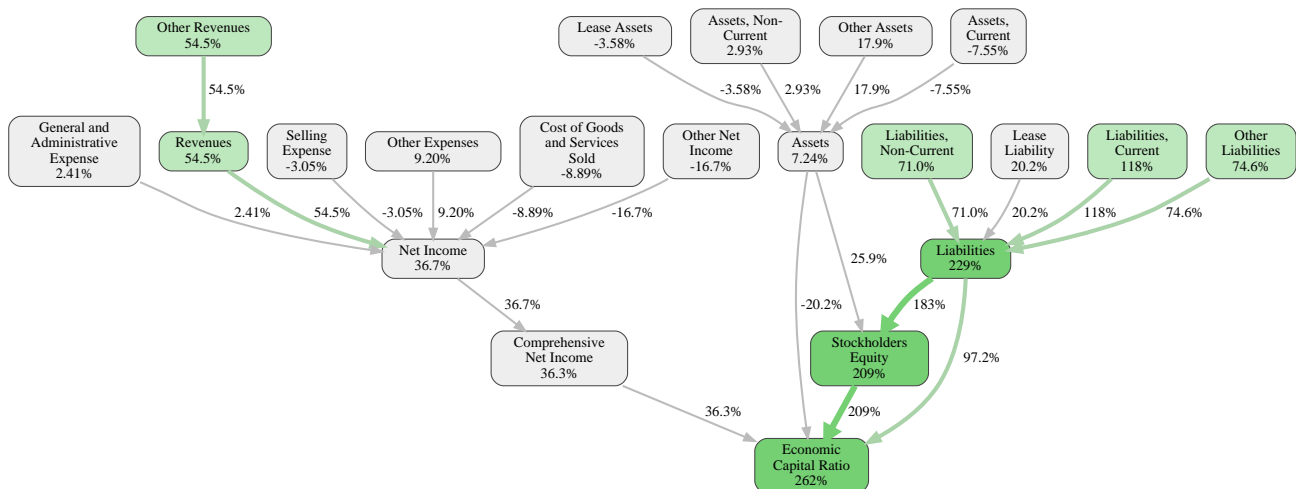 Other Revenues
54.5%
Lease Assets
-3.58%
Assets, Non-
Current
2.93%
Other Assets
17.9%
Assets,
Current
-7.55%
54.5%
-3.58%
2.93%
17.9%
-7.55%
General and
Administrative
Expense
2.41%
Revenues
54.5%
Selling
Expense
-3.05%
Other Expenses
9.20%
Cost of Goods
and Services
Sold
-8.89%
Other Net
Income
-16.7%
Assets
7.24%
Liabilities,
Non-Current
71.0%
Lease
Liability
20.2%
Liabilities,
Current
118%
Other
Liabilities
74.6%
2.41%
54.5%
-3.05%
9.20%
-8.89%
-16.7%
71.0%
20.2%
118%
74.6%
Net Income
36.7%
25.9%
Liabilities
229%
36.7%
-20.2%
183%
Comprehensive
Net Income
36.3%
Stockholders
Equity
209%
97.2%
36.3%
209%
Economic
Capital Ratio
262%